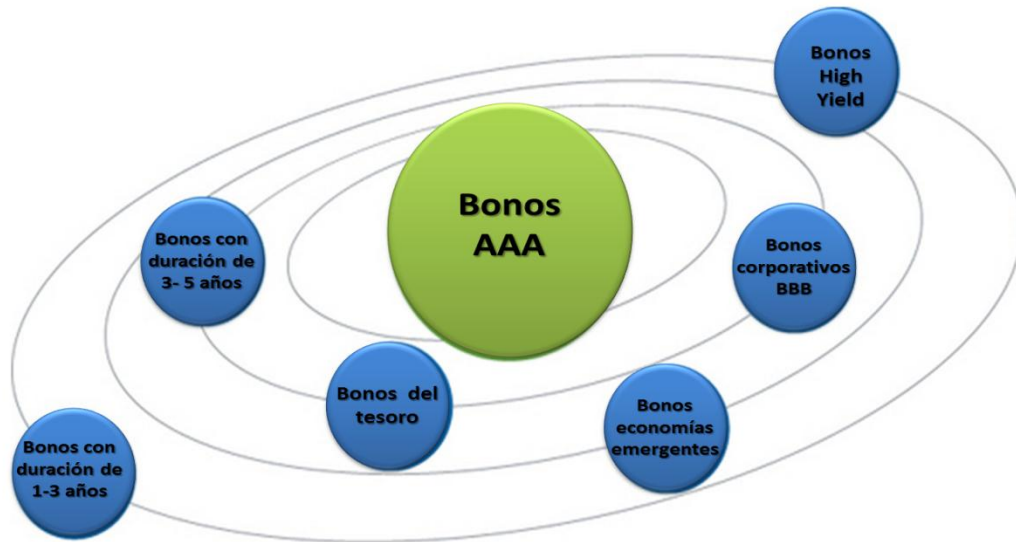 Bonos
High
Yield
Bonos
AAA
Bonos con
duración de
3- 5 años
Bonos
corporativos
BBB
Bonos del
tesoro
Bonos
economías
emergentes
Bonos con
duración de
1-3 años